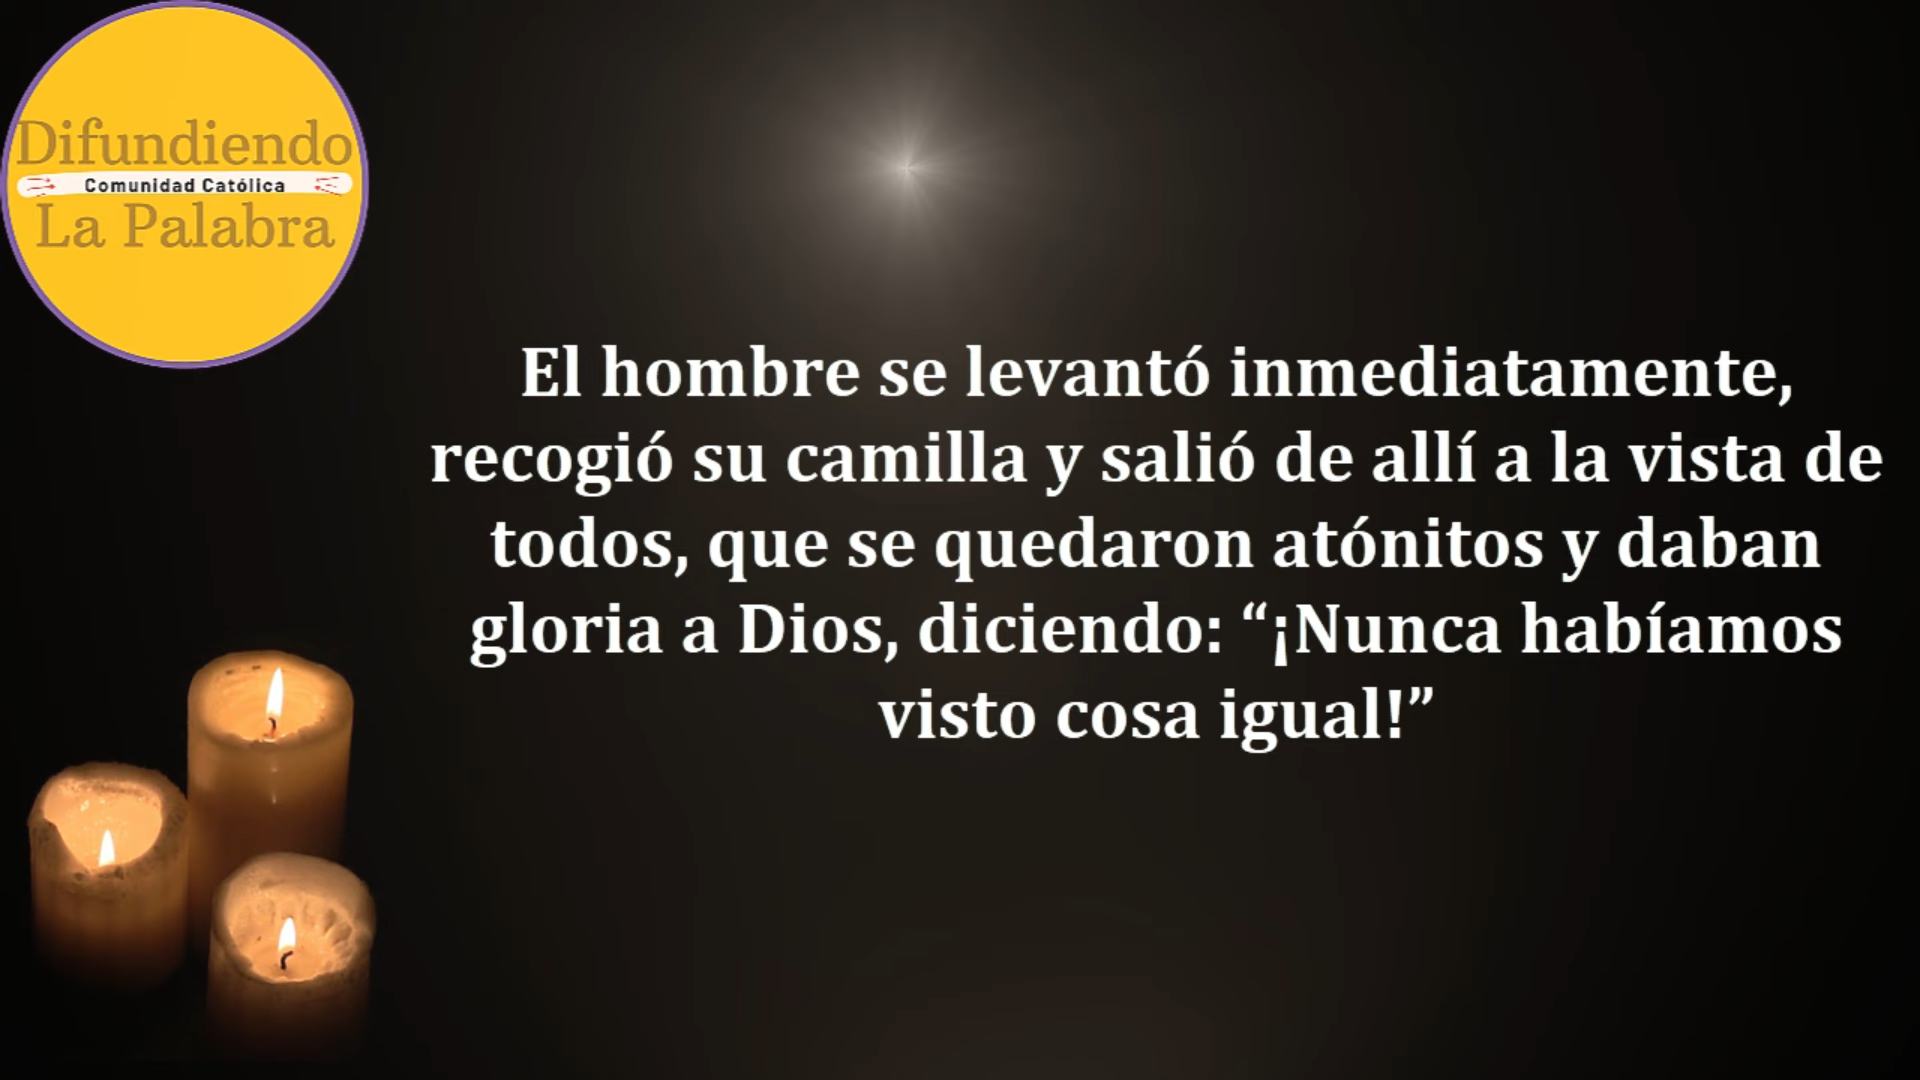 Difundiendo
Comunidad Católica
La Palabra
El hombre se levantó inmediatamente,
recogió su camilla y salió de allí a la vista de
todos, que se quedaron atónitos y daban
gloria a Dios, diciendo: “¡Nunca habíamos
visto cosa igual!”